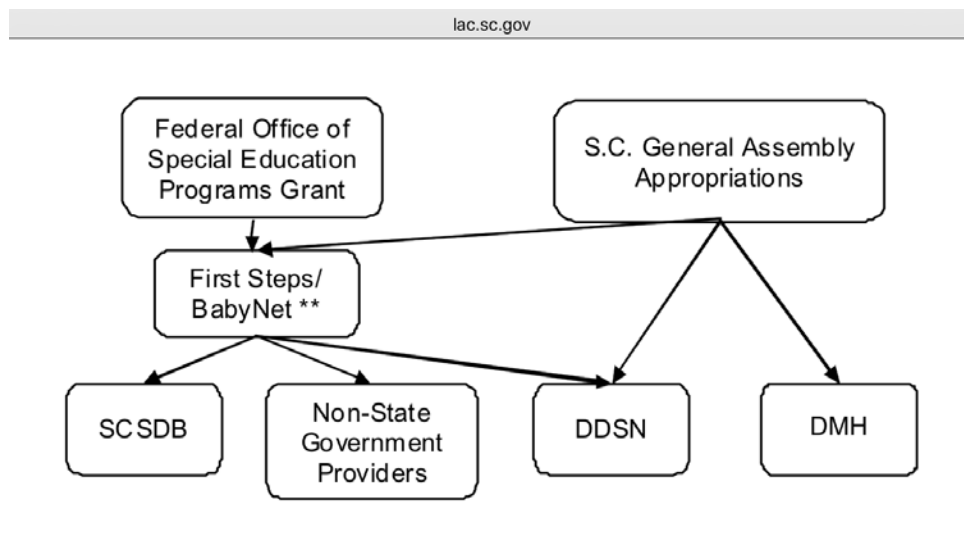 lac.sc.gov
Federal Office of
Special Education
Programs Grant
S.C. General Assembly
Appropriations
First Steps/
BabyNet **
SCSDB
Non-State
Government
Providers
DDSN
DMH